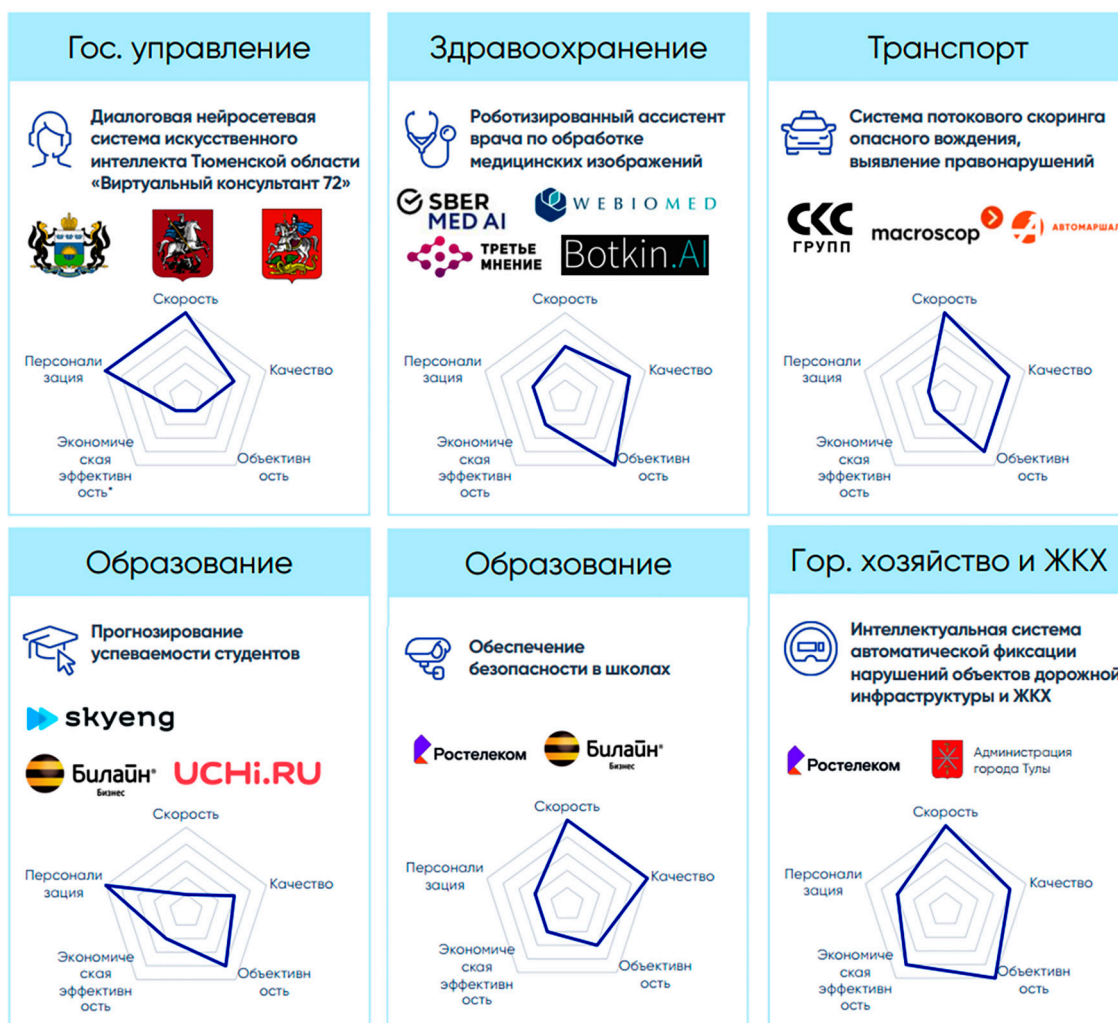 Гос. управление
Диалоговая нейросетевая
система искусственного
интеллекта Тюменской области
«Виртуальный консультант 72»
Скорость
Персонали
зация
Качество
Экономиче
ская
эффективн
ость*
Объективн
ость
Здравоохранение
Роботизированный ассистент
врача по обработке
медицинских изображений
SBER
MED AI
WEBIOMED
ТРЕТЬЕ
МНЕНИЕ
Botkin.AI
Скорость
Персонали
зация
Качество
Экономиче
ская
эффективн
ость
Объективн
ость
Транспорт
Система потокового скоринга
опасного вождения,
выявление правонарушений
СКС
ГРУПП
macroscop
АВТОМАРШАЛ
Скорость
Персонали
зация
Качество
Экономиче
ская
эффективн
ость
Объективн
ость
Образование
Прогнозирование
успеваемости студентов
skyeng
Билайн®
Бизнес
UCHi.RU
Скорость
Персонали
зация
Качество
Экономиче
ская
эффективн
ость
Объективн
ость
Образование
Обеспечение
безопасности в школах
Ростелеком
Билайн®
Бизнес
Скорость
Персонали
зация
Качество
Экономиче
ская
эффективн
ость
Объективн
ость
Гор. хозяйство и ЖКХ
Интеллектуальная система
автоматической фиксации
нарушений объектов дорожной
инфраструктуры и ЖКХ
Ростелеком
Администрация
города Тулы
Скорость
Персонали
зация
Качество
Экономиче
ская
эффективн
ость
Объективн
ость